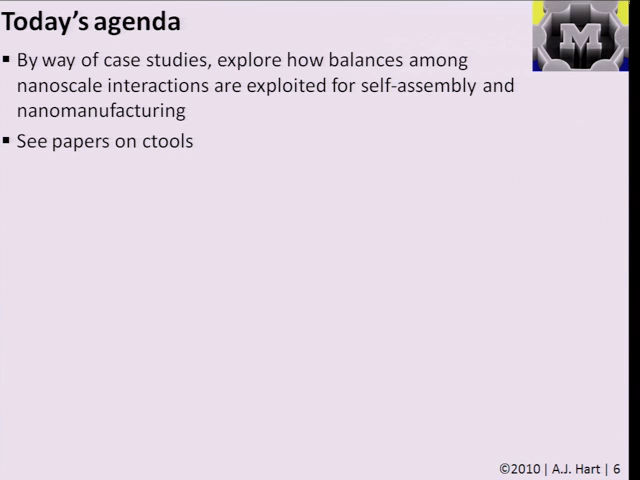 Today's agenda
M
▪ By way of case studies, explore how balances among
nanoscale interactions are exploited for self-assembly and
nanomanufacturing
▪ See papers on ctools
©2010 | A.J. Hart | 6